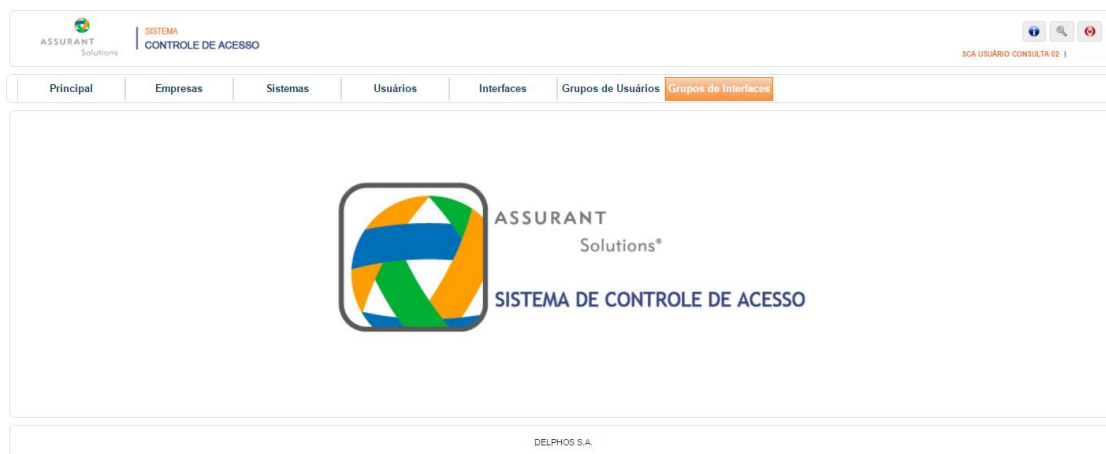 ASSURANT
Solutions
SISTEMA
CONTROLE DE ACESSO
SCA USUÁRIO CONSULTA 02 |
Principal Empresas Sistemas Usuários Interfaces Grupos de Usuários Grupos de Interfaces
ASSURANT
Solutions®
SISTEMA DE CONTROLE DE ACESSO
DELPHOS S.A.